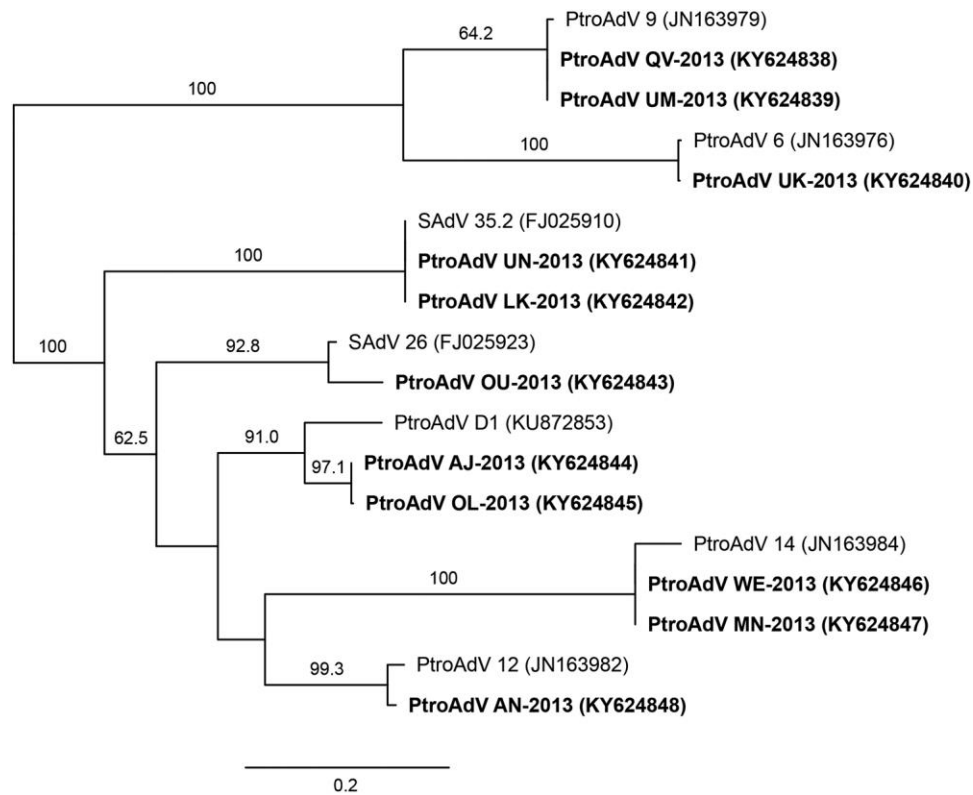 PtroAdV 9 (JN163979)
64.2
PtroAdV QV-2013 (KY624838)
100
PtroAdV UM-2013 (KY624839)
PtroAdV 6 (JN163976)
100
PtroAdV UK-2013 (KY624840)
SAdV 35.2 (FJ025910)
100
PtroAdV UN-2013 (KY624841)
PtroAdV LK-2013 (KY624842)
SAdV 26 (FJ025923)
100
92.8
PtroAdV OU-2013 (KY624843)
PtroAdV D1 (KU872853)
62.5
91.0
PtroAdV AJ-2013 (KY624844)
97.1
PtroAdV OL-2013 (KY624845)
PtroAdV 14 (JN163984)
100
PtroAdV WE-2013 (KY624846)
PtroAdV MN-2013 (KY624847)
PtroAdV 12 (JN163982)
99.3
PtroAdV AN-2013 (KY624848)
0.2